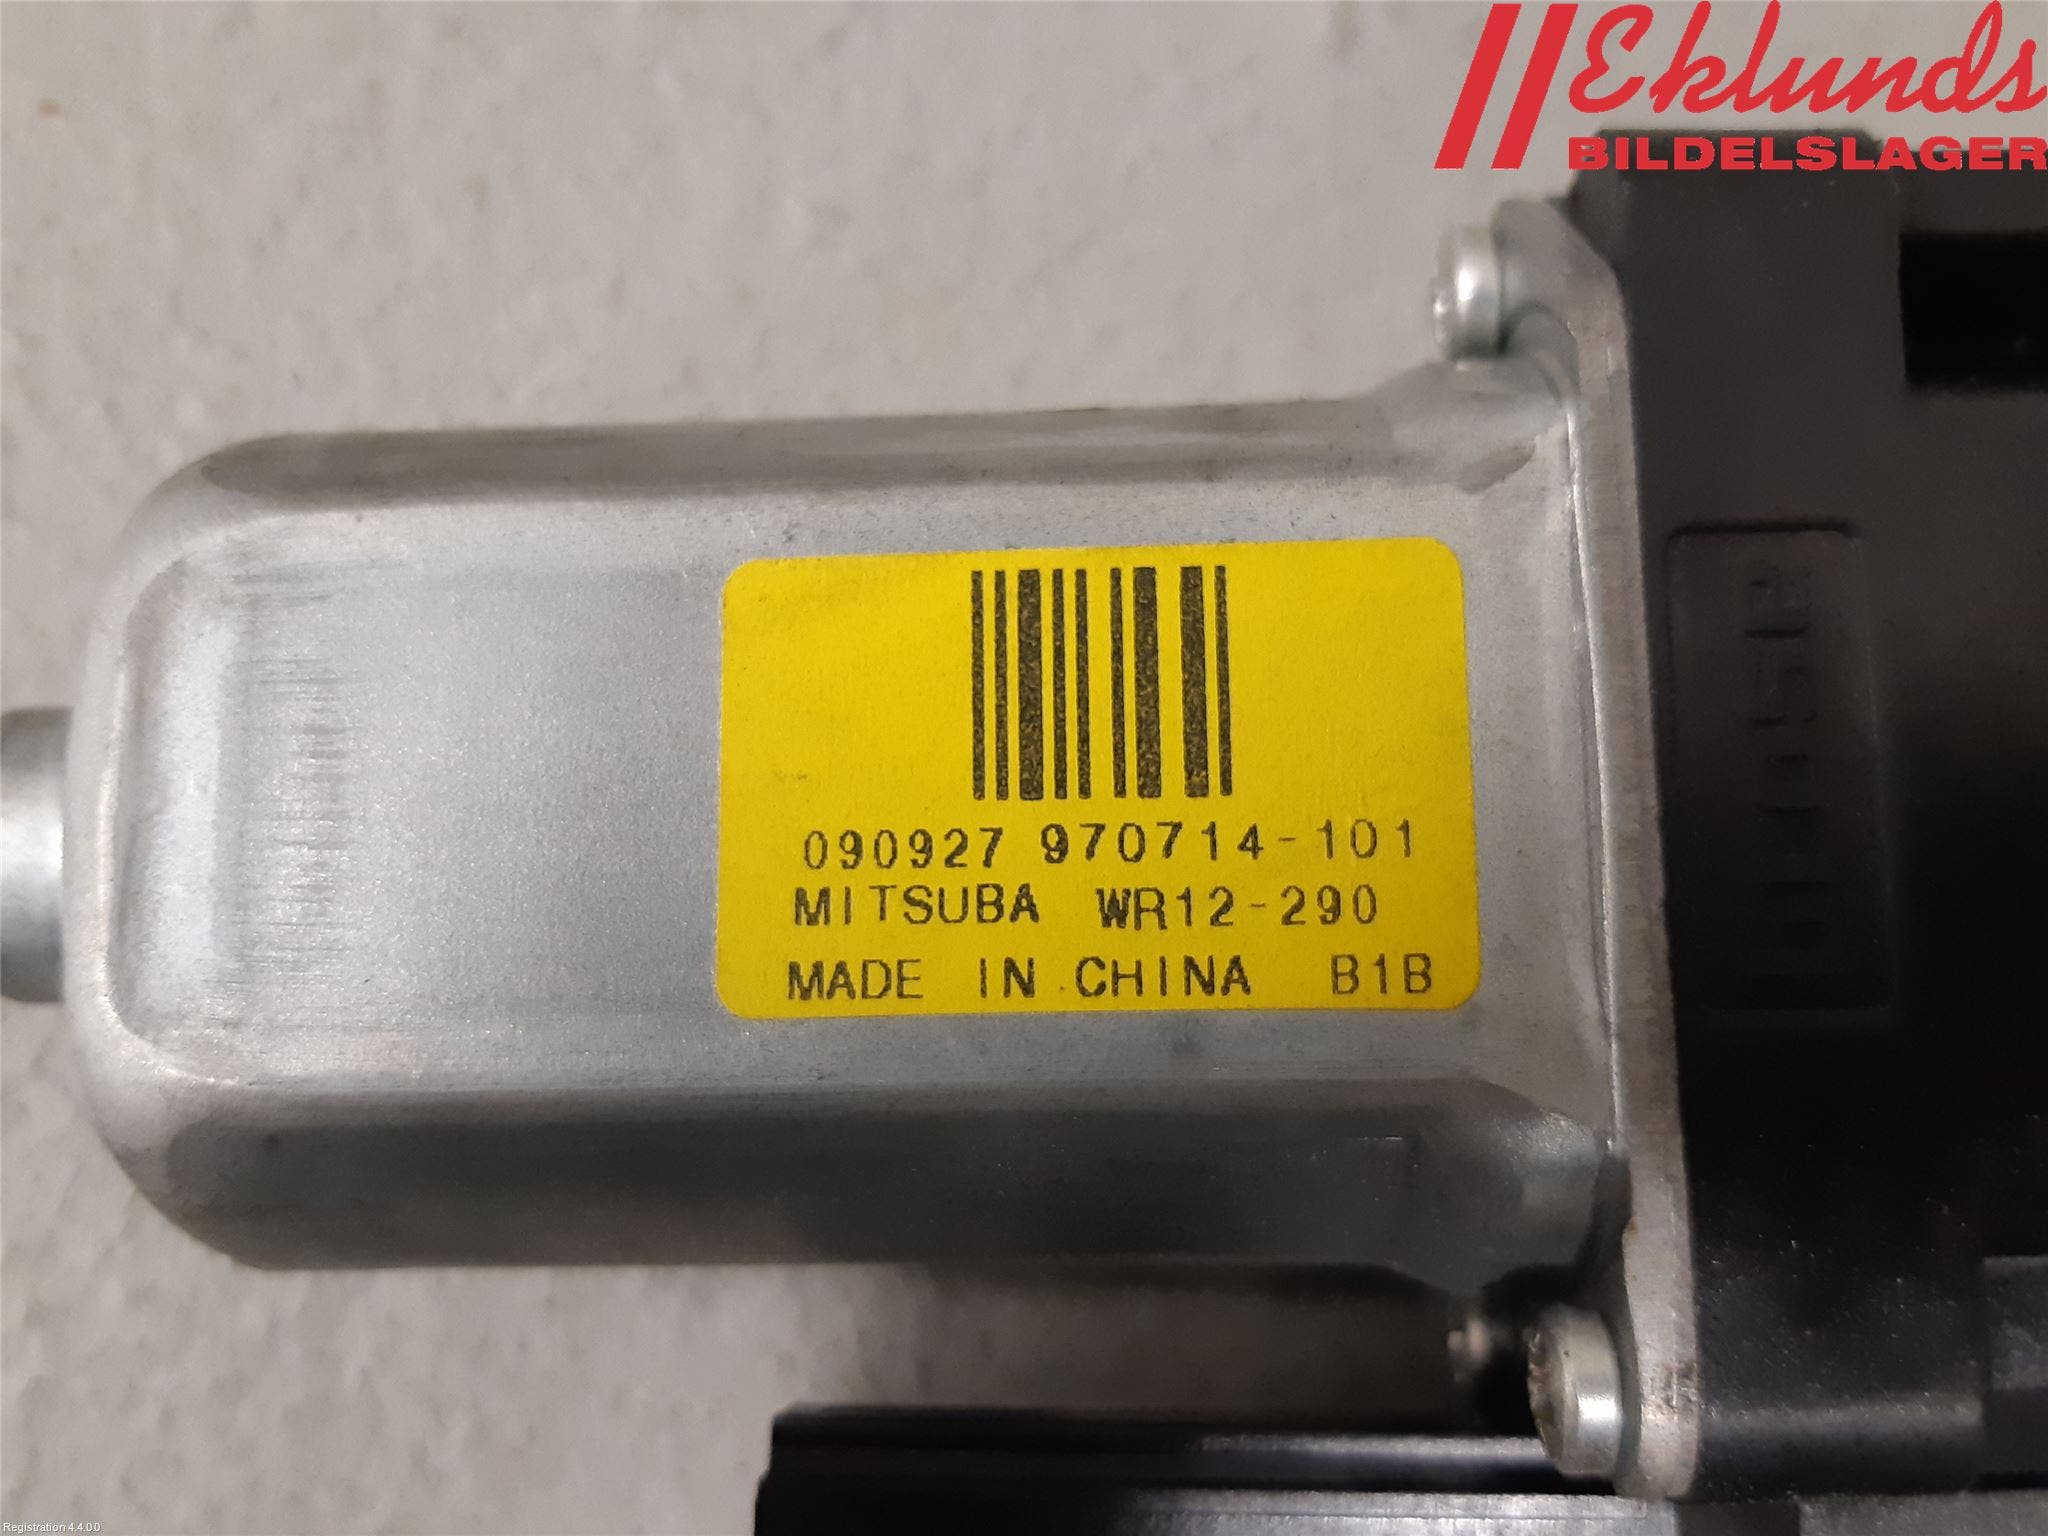 Eklunds
BILDELSLAGER
090927 970714-101
MITSUBA WR12-290
MADE IN CHINA B1B
Registration 4.4.0.0